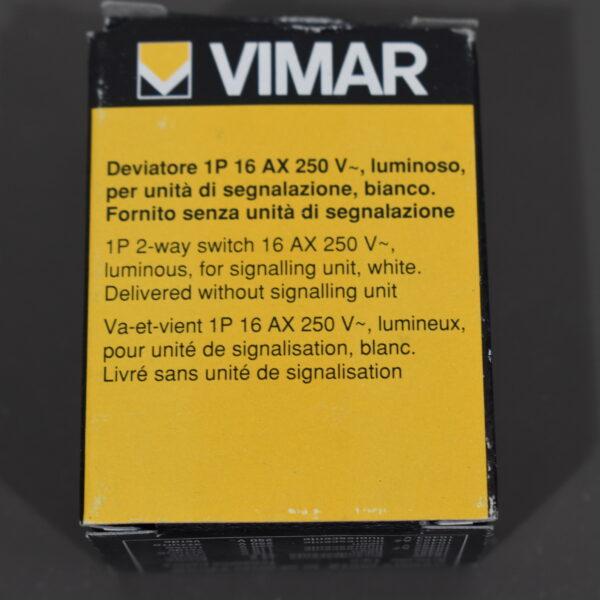 VIMAR
Deviatore 1P 16 AX 250 V~, luminoso,
per unità di segnalazione, bianco.
Fornito senza unità di segnalazione
1P 2-way switch 16 AX 250 V~,
luminous, for signalling unit, white.
Delivered without signalling unit
Va-et-vient 1P 16 AX 250 V~, lumineux,
pour unité de signalisation, blanc.
Livré sans unité de signalisation